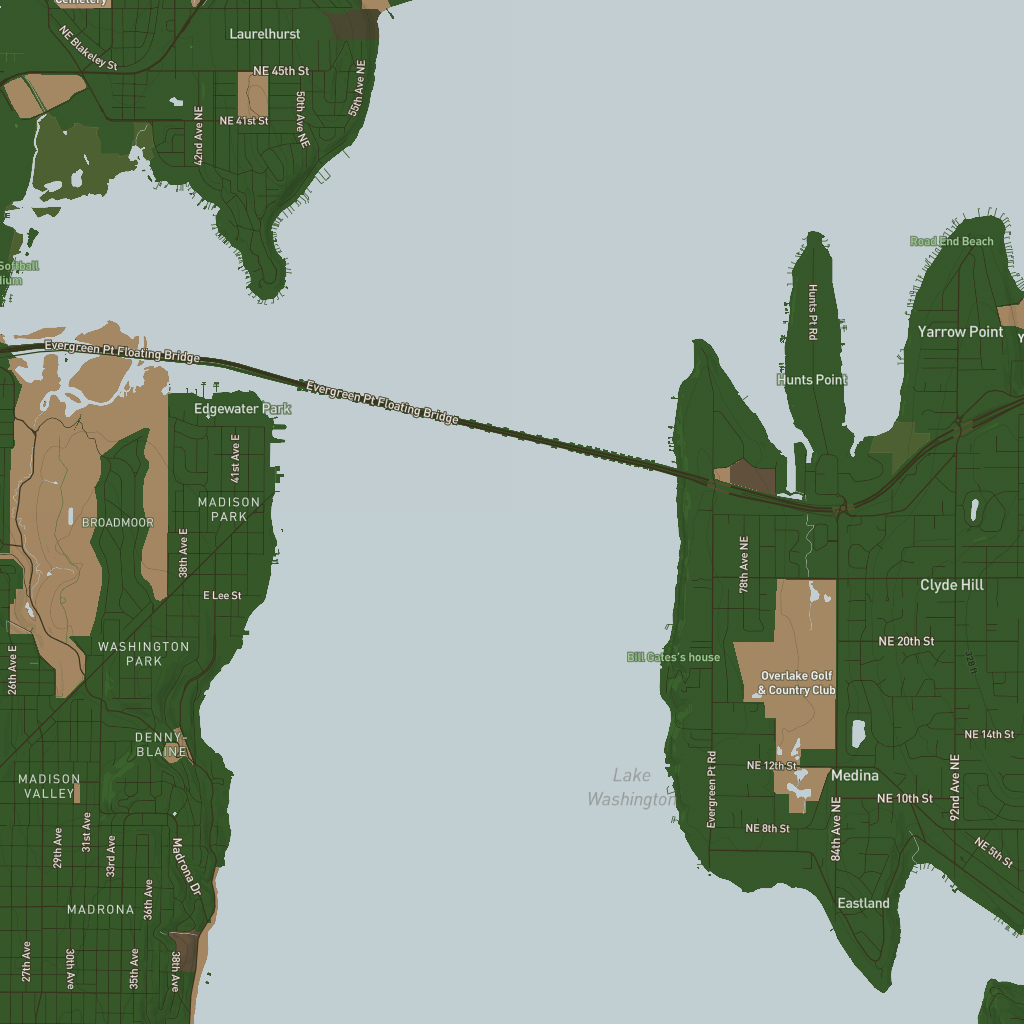 Cemetery
NE Blakeley St
Laurelhurst
NE 45th St
55th Ave NE
50th Ave NE
42nd Ave NE
NE 41st St
Softball
Road End Beach
Hunts Pt Rd
Yarrow Point
Y
Evergreen Pt Floating Bridge
Evergreen Pt Floating Bridge
Hunts Point
Edgewater Park
41st Ave E
MADISON
PARK
BROADMOOR
38th Ave E
78th Ave NE
E Lee St
Clyde Hill
WASHINGTON
PARK
26th Ave E
NE 20th St
Bill Gates's house
328 ft
Overlake Golf
& Country Club
DENNY-
BLAINE
NE 14th St
MADISON
VALLEY
Lake
Washington
Evergreen Pt Rd
NE 12th St
Medina
92nd Ave NE
NE 10th St
84th Ave NE
NE 8th St
29th Ave
31st Ave
33rd Ave
Madrona Dr
NE 5th St
36th Ave
MADRONA
Eastland
27th Ave
30th Ave
35th Ave
38th Ave